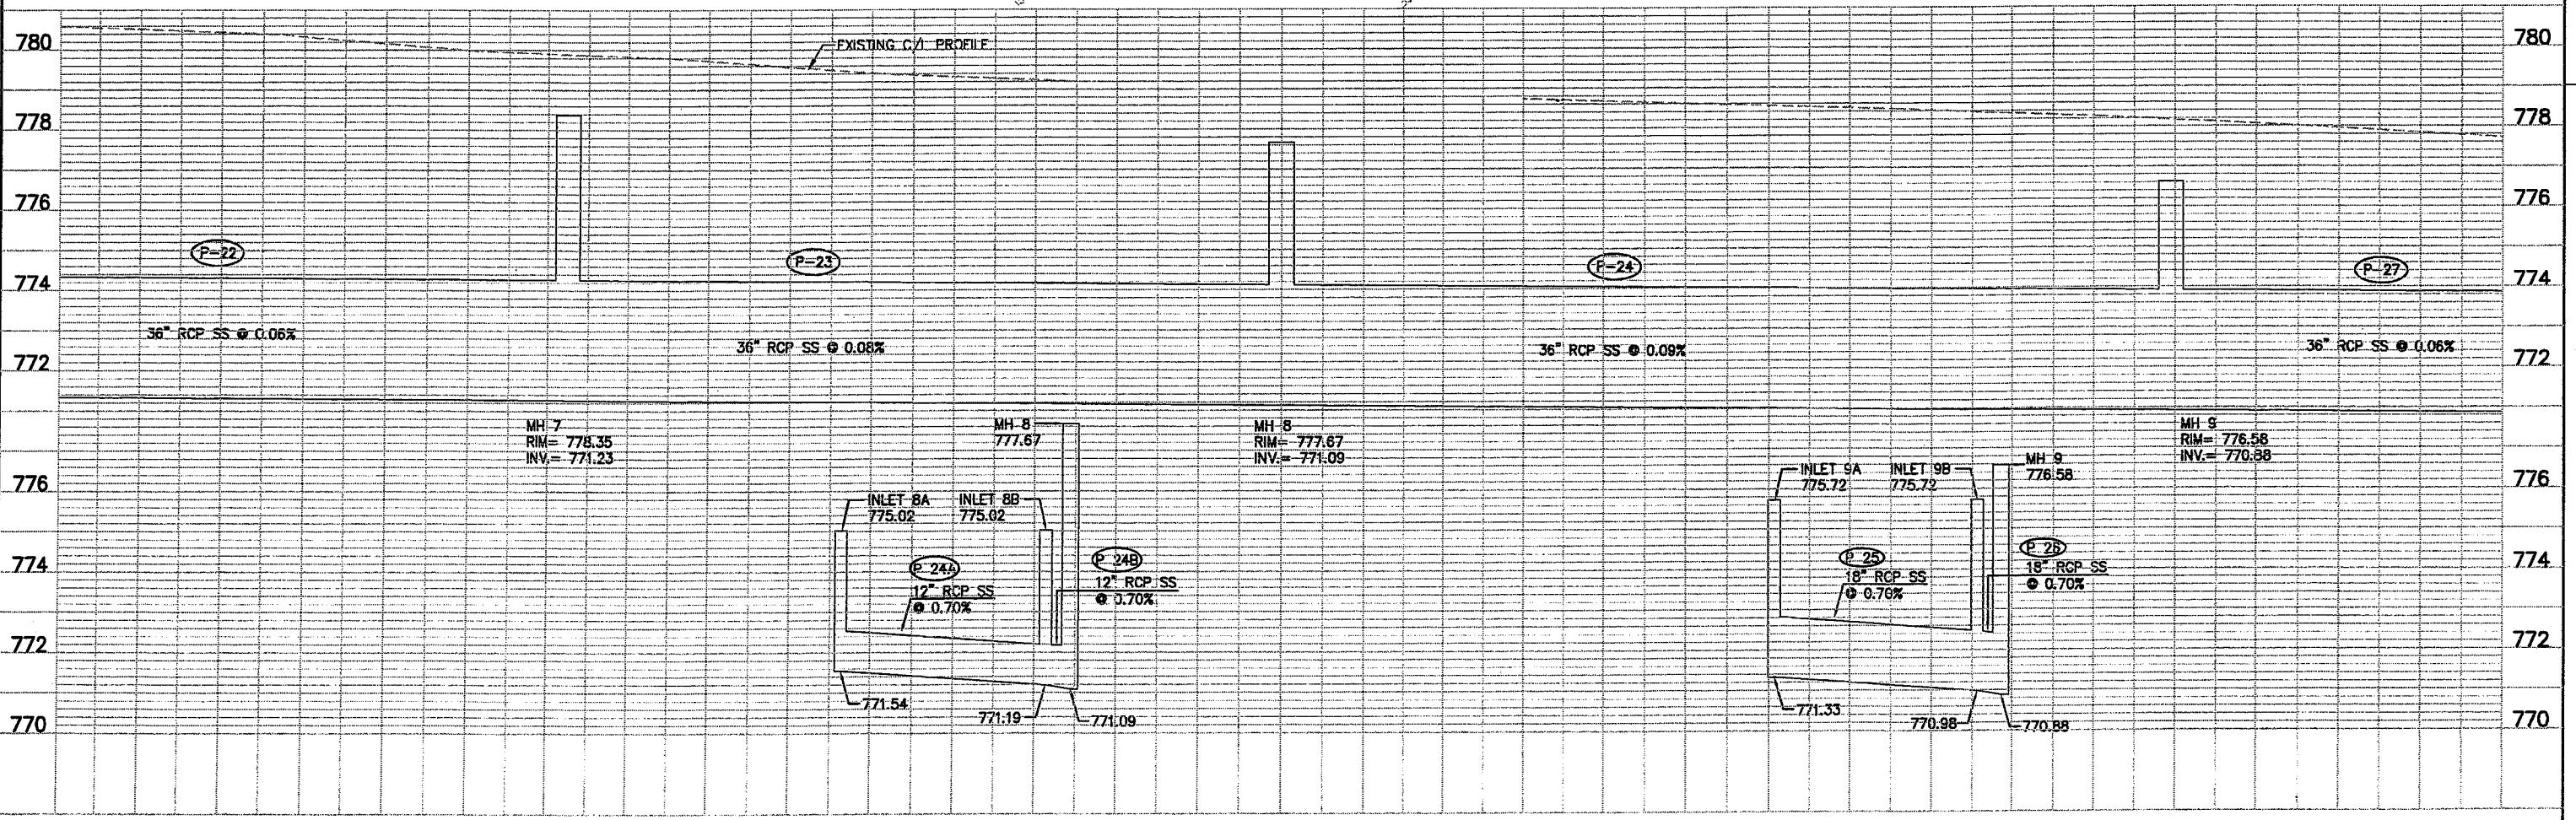 780
EXISTING C/L PROFILE
780
778
778
776
776
P-22
P-23
P-24
P-27
774
774
36" RCP SS @ 0.06%
36" RCP SS @ 0.08%
36" RCP SS @ 0.09%
36" RCP SS @ 0.06%
772
772
MH 7
RIM= 778.35
INV.= 771.23
MH 8
777.67
MH 8
RIM= 777.67
INV.= 771.09
MH 9
RIM= 776.58
INV.= 770.88
776
INLET 8A
775.02
INLET 8B
775.02
INLET 9A
775.72
INLET 9B
775.72
MH 9
776.58
776
774
P 24A
12" RCP SS
@ 0.70%
P 24B
12" RCP SS
@ 0.70%
P 25
18" RCP SS
@ 0.70%
P 26
18" RCP SS
@ 0.70%
774
772
772
771.54
771.19
771.09
771.33
770.98
770.88
770
770